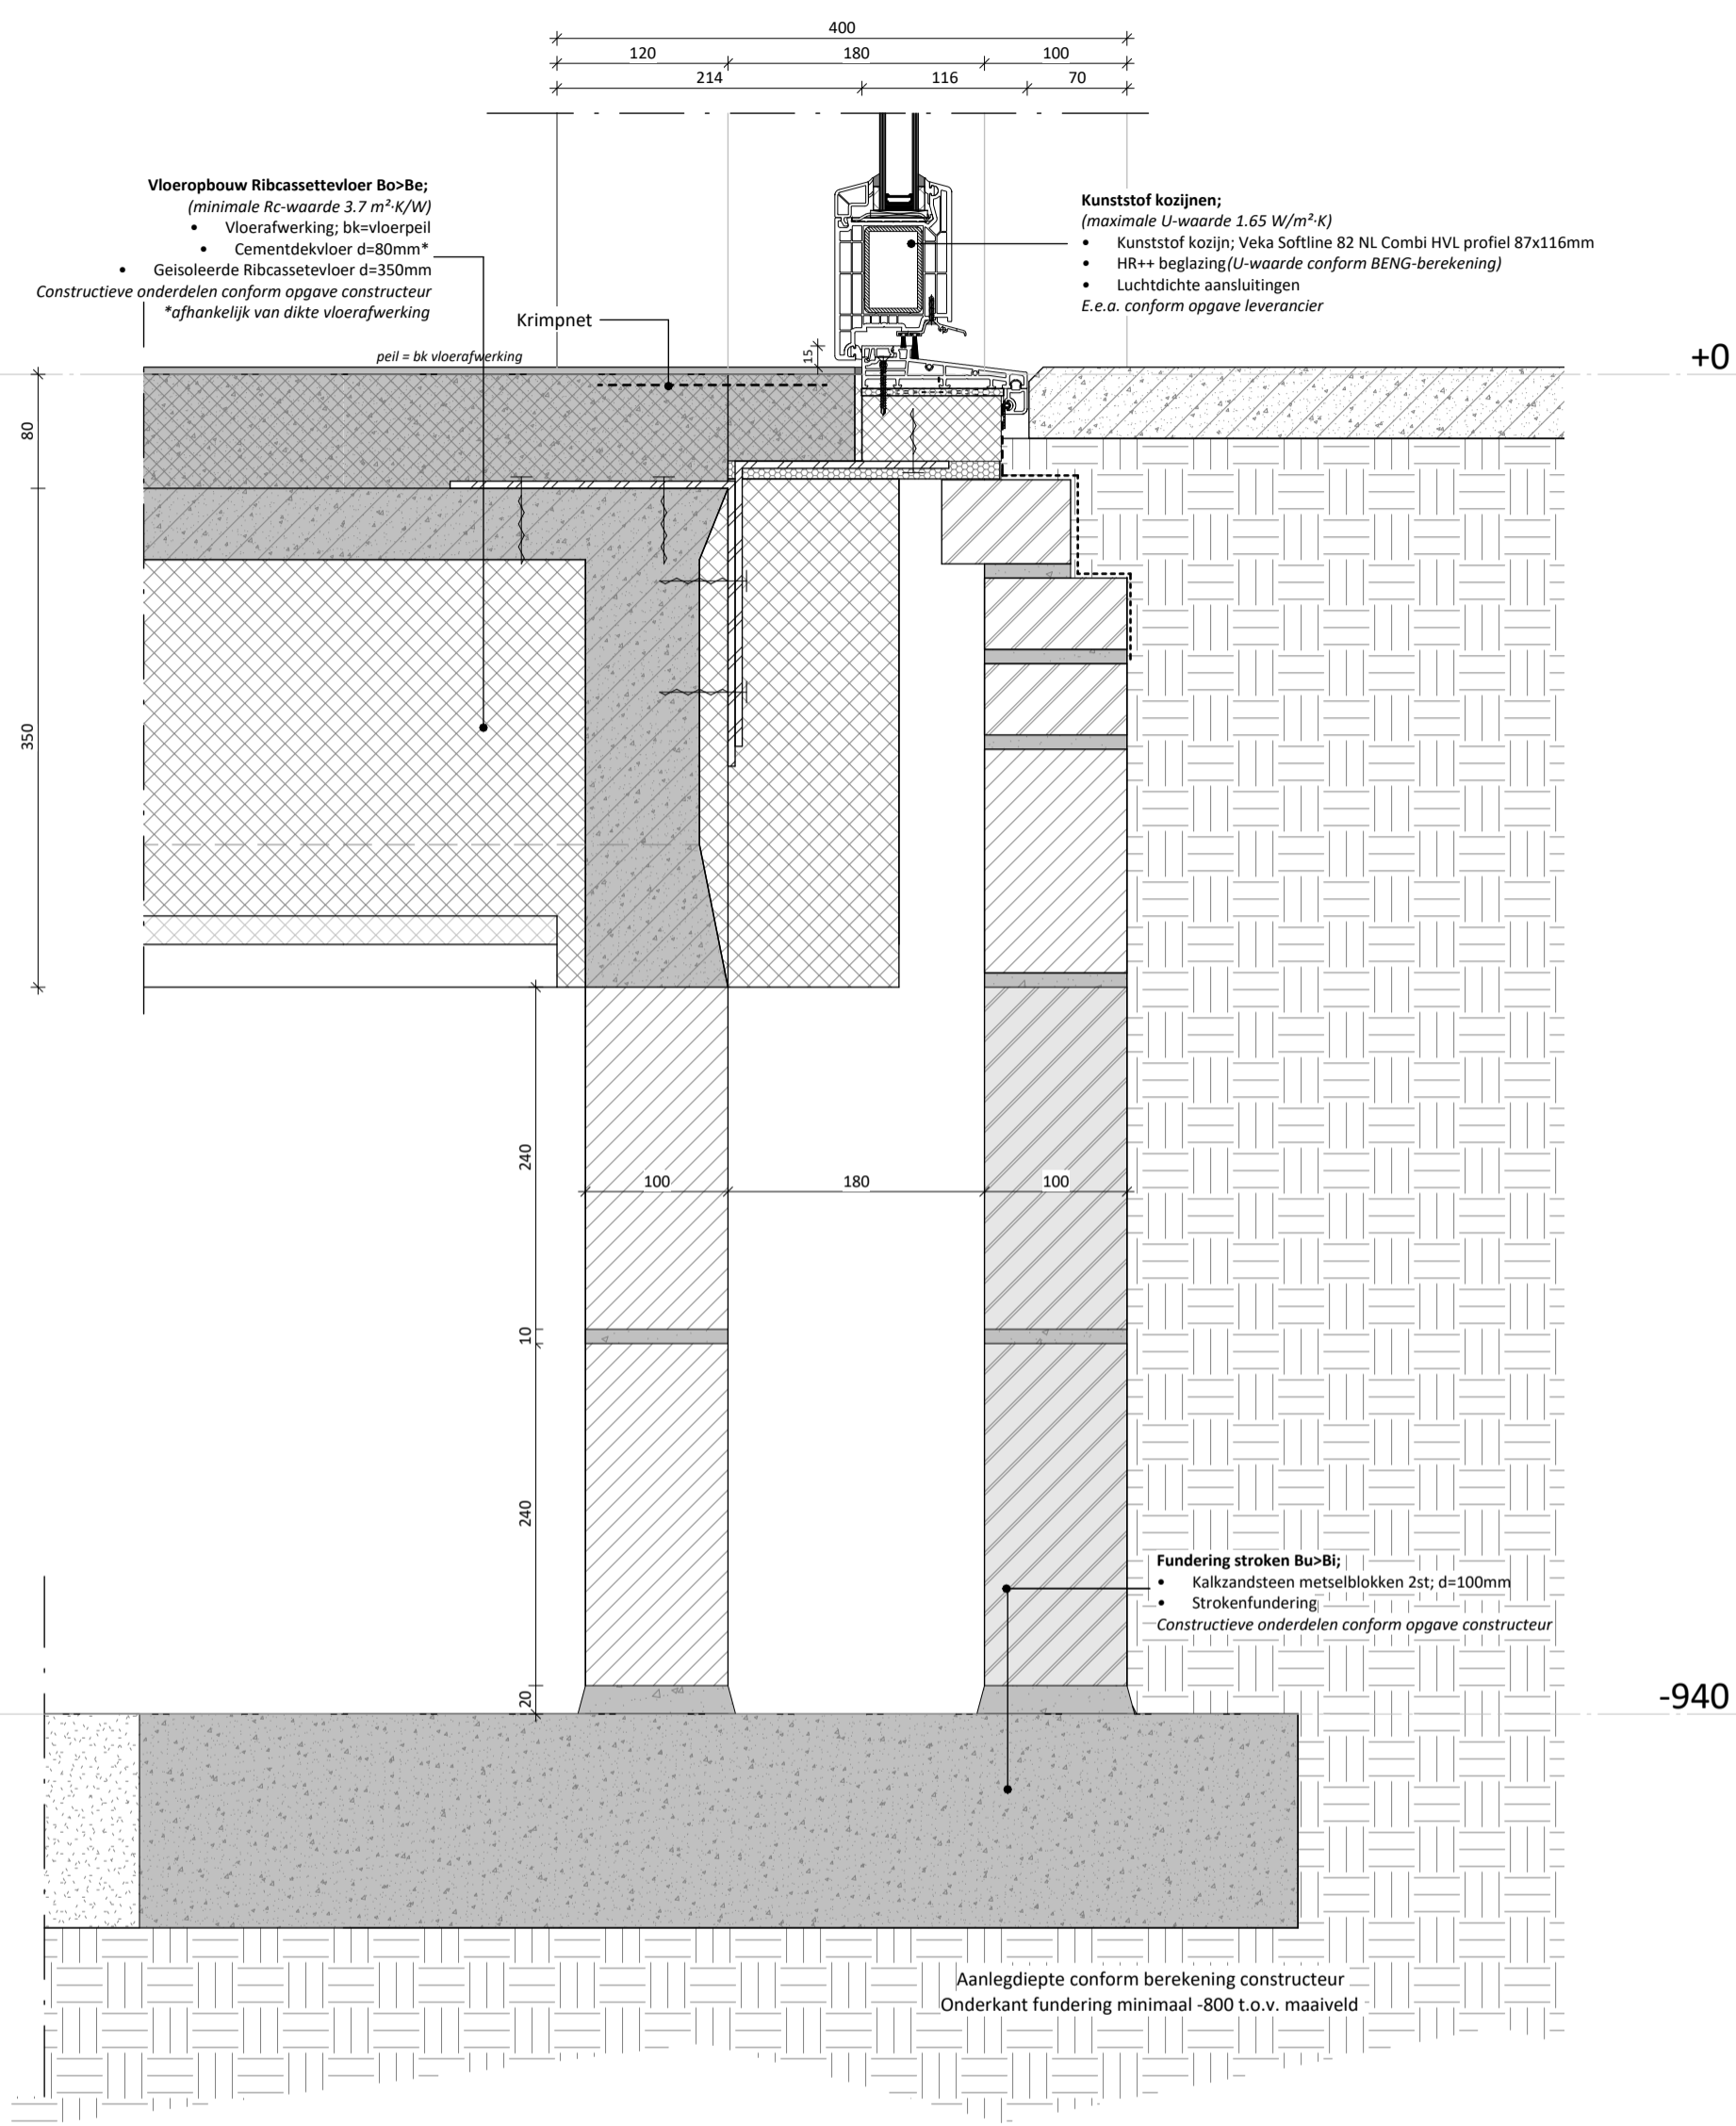 400
120 180 100
214 116 70
Vloeropbouw Ribcassettevloer Bo>Be;
(minimale Rc-waarde 3.7 m²·K/W)
• Vloerafwerking; bk=vloerpeil
• Cementdekvloer d=80mm*
• Geisoleerde Ribcassetevloer d=350mm
Constructieve onderdelen conform opgave constructeur
*afhankelijk van dikte vloerafwerking
Kunststof kozijnen;
(maximale U-waarde 1.65 W/m²·K)
• Kunststof kozijn; Veka Softline 82 NL Combi HVL profiel 87x116mm
• HR++ beglazing(U-waarde conform BENG-berekening)
• Luchtdichte aansluitingen
E.e.a. conform opgave leverancier
Krimpnet
peil = bk vloerafwerking
15
+0
80
350
240
100 180 100
10
240
20
Fundering stroken Bu>Bi;
• Kalkzandsteen metselblokken 2st; d=100mm
• Strokenfundering
Constructieve onderdelen conform opgave constructeur
-940
Aanlegdiepte conform berekening constructeur
Onderkant fundering minimaal -800 t.o.v. maaiveld